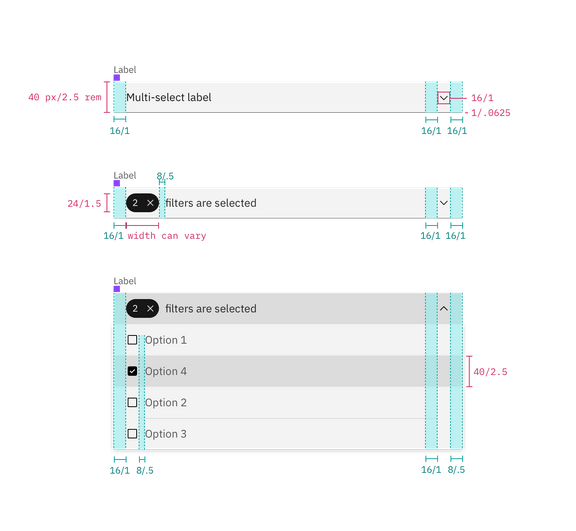 Label
40 px/2.5 rem
Multi-select label
16/1
1/.0625
16/1
16/1
16/1
Label
8/.5
24/1.5
2
filters are selected
16/1
width can vary
16/1
16/1
Label
2
filters are selected
Option 1
Option 4
40/2.5
Option 2
Option 3
16/1
8/.5
16/1
8/.5